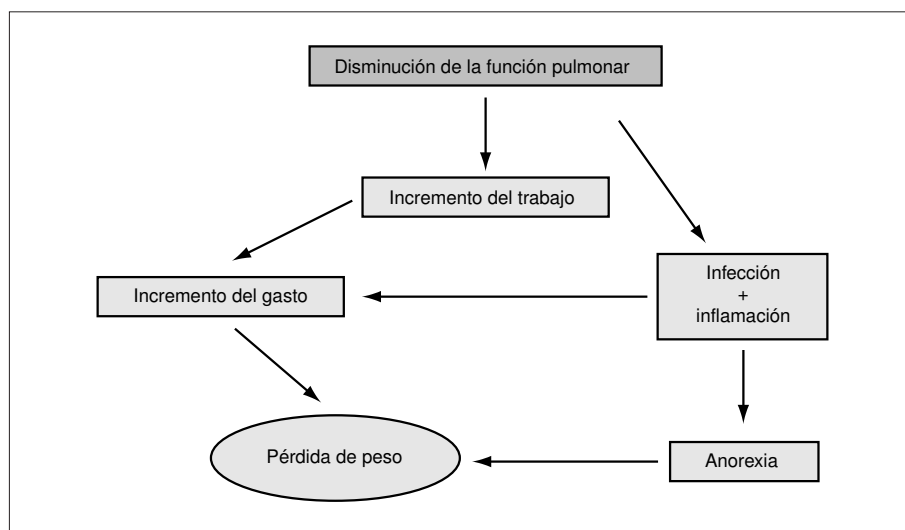 Disminución de la función pulmonar
Incremento del trabajo
Incremento del gasto
Infección
+
inflamación
Pérdida de peso
Anorexia